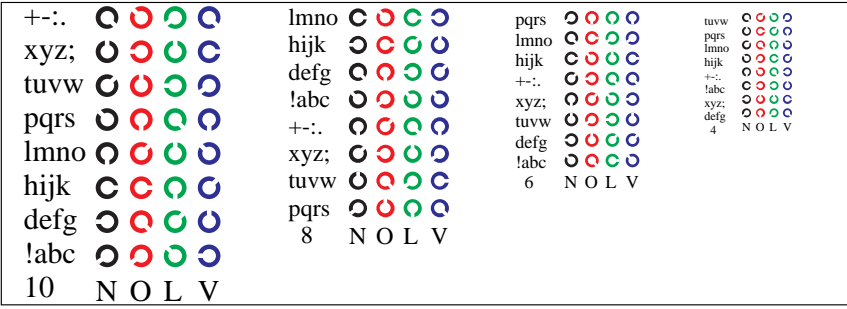 +-:.
xyz;
tuvw
pqrs
lmno
hijk
defg
!abc
10 N O L V
lmno
hijk
defg
!abc
+-:.
xyz;
tuvw
pqrs
8 N O L V
pqrs
lmno
hijk
+-:.
xyz;
tuvw
defg
!abc
6 N O L V
tuvw
pqrs
lmno
hijk
+-:.
!abc
xyz;
defg
4 N O L V